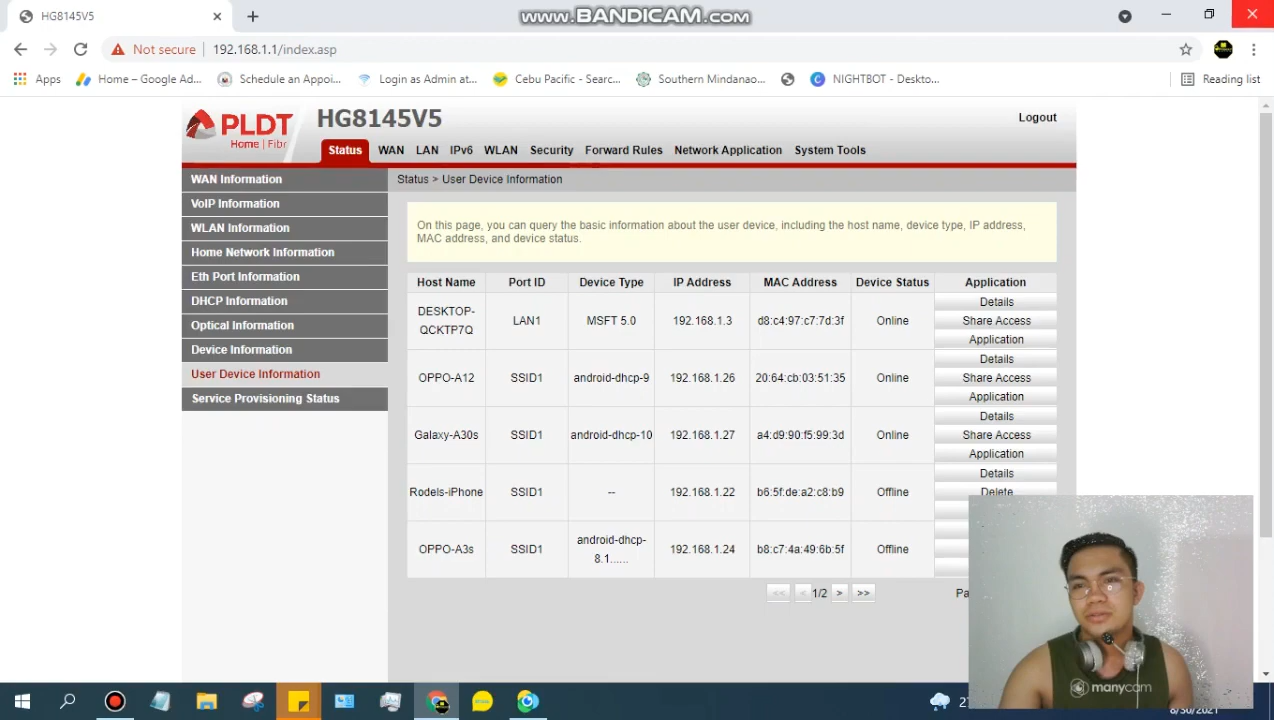 HG8145V5
www.BANDICAM.com
Not secure
192.168.1.1/index.asp
Apps
Home – Google Ad...
Schedule an Appoi...
Login as Admin at...
Cebu Pacific - Searc...
Southern Mindanao...
NIGHTBOT - Deskto...
Reading list
PLDT
Home | Fibr
HG8145V5
Logout
Status
WAN
LAN
IPv6
WLAN
Security
Forward Rules
Network Application
System Tools
WAN Information
VoIP Information
WLAN Information
Home Network Information
Eth Port Information
DHCP Information
Optical Information
Device Information
User Device Information
Service Provisioning Status
Status > User Device Information
On this page, you can query the basic information about the user device, including the host name, device type, IP address,
MAC address, and device status.
Host Name Port ID Device Type IP Address MAC Address Device Status Application
DESKTOP-
QCKTP7Q
LAN1 MSFT 5.0 192.168.1.3 d8:c4:97:c7:7d:3f Online
Details
Share Access
Application
OPPO-A12 SSID1 android-dhcp-9 192.168.1.26 20:64:cb:03:51:35 Online
Details
Share Access
Application
Galaxy-A30s SSID1 android-dhcp-10 192.168.1.27 a4:d9:90:f5:99:3d Online
Details
Share Access
Application
Rodels-iPhone SSID1 -- 192.168.1.22 b6:5f:de:a2:c8:b9 Offline
Details
Delete
OPPO-A3s SSID1
android-dhcp-
8.1......
192.168.1.24 b8:c7:4a:49:6b:5f Offline
<< < 1/2 > >>
Pa
manycam
27
8/30/2021